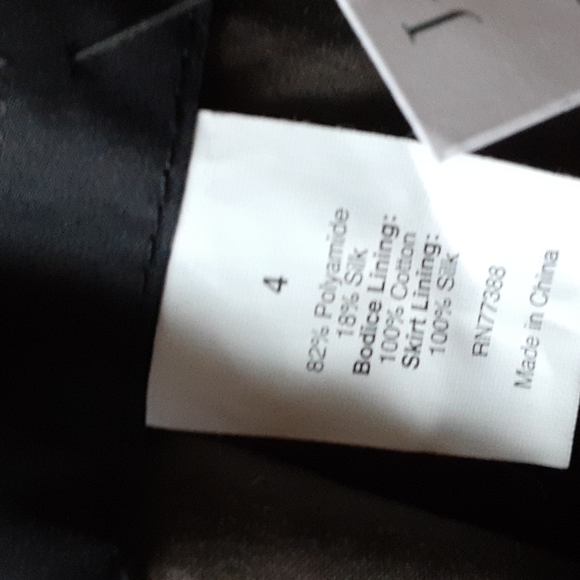 4
82% Polyamide
18% Silk
Bodice Lining:
100% Cotton
Skirt Lining:
100% Silk
RN77388
Made in China